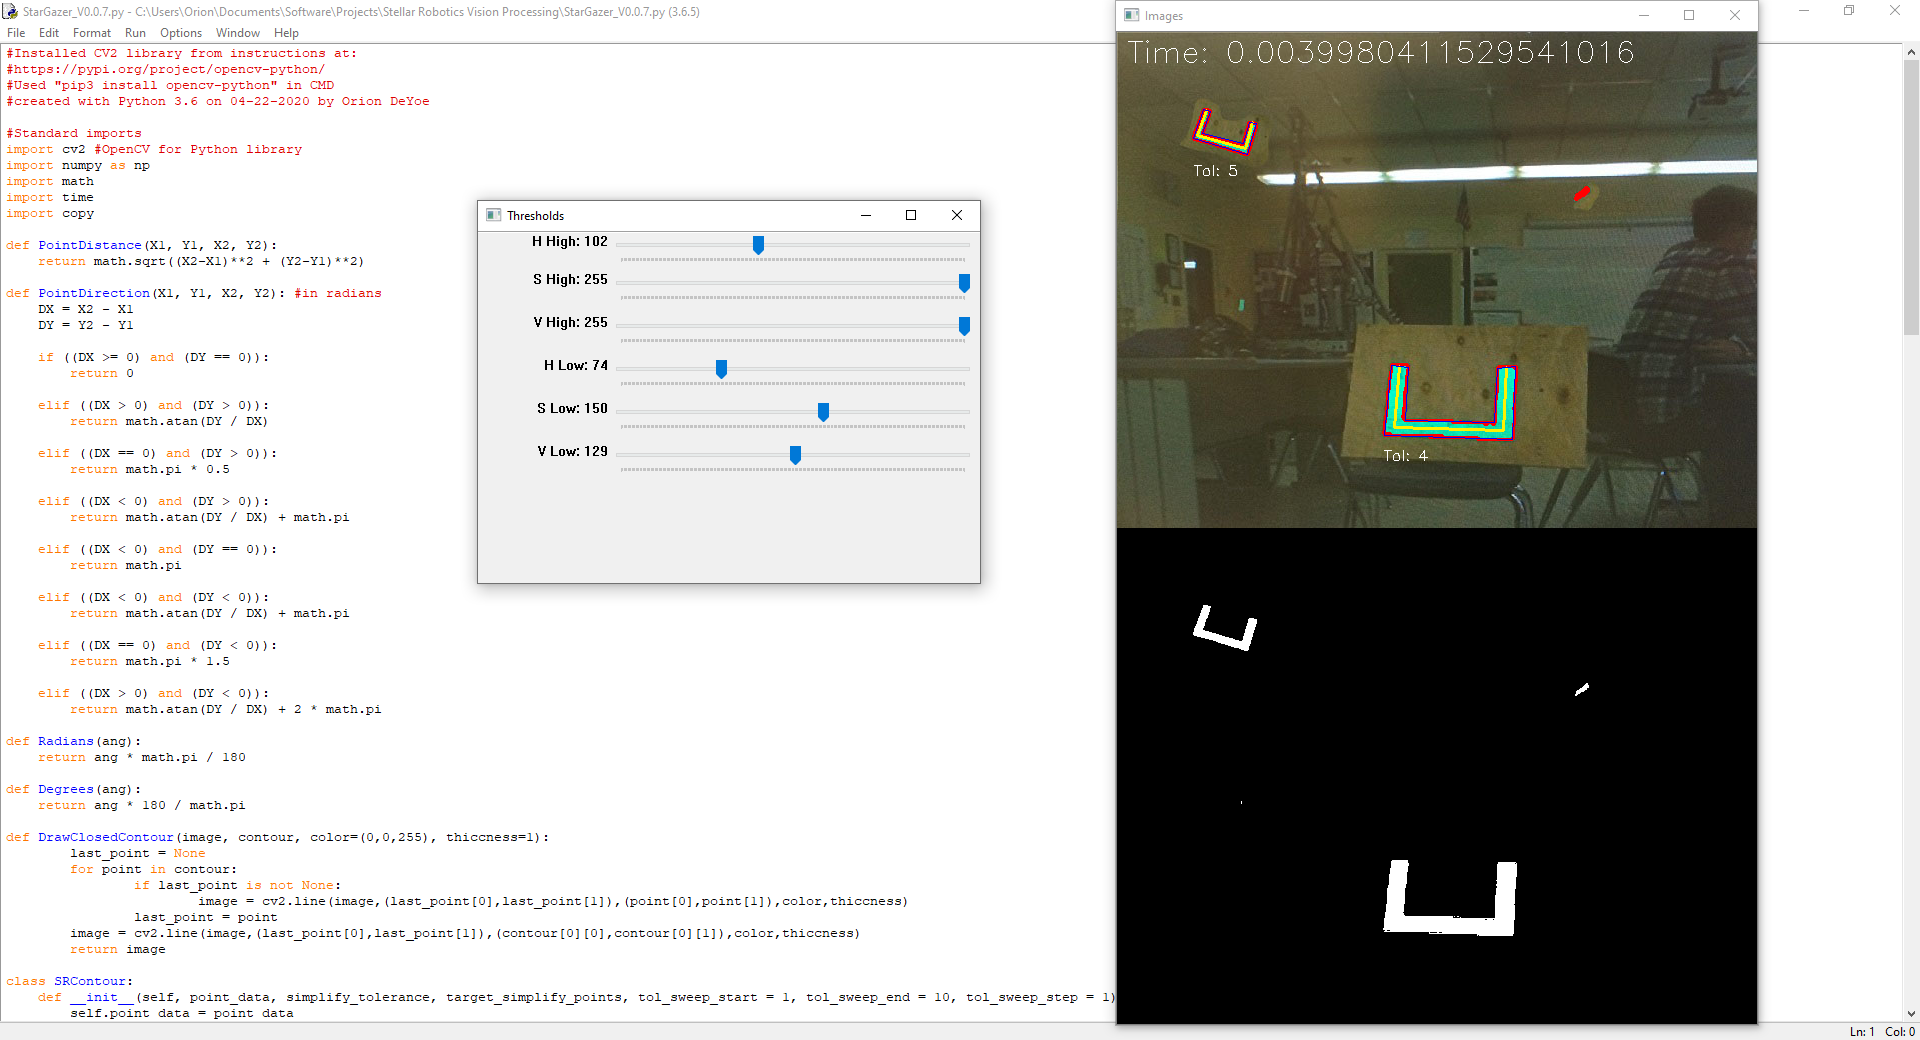 StarGazer_V0.0.7.py - C:\Users\Orion\Documents\Software\Projects\Stellar Robotics Vision Processing\StarGazer_V0.0.7.py (3.6.5)
File Edit Format Run Options Window Help
#Installed CV2 library from instructions at:
#https://pypi.org/project/opencv-python/
#Used "pip3 install opencv-python" in CMD
#created with Python 3.6 on 04-22-2020 by Orion DeYoe
#Standard imports
import cv2 #OpenCV for Python library
import numpy as np
import math
import time
import copy
def PointDistance(X1, Y1, X2, Y2):
    return math.sqrt((X2-X1)**2 + (Y2-Y1)**2)
def PointDirection(X1, Y1, X2, Y2): #in radians
    DX = X2 - X1
    DY = Y2 - Y1
    if ((DX >= 0) and (DY == 0)):
        return 0
    elif ((DX > 0) and (DY > 0)):
        return math.atan(DY / DX)
    elif ((DX == 0) and (DY > 0)):
        return math.pi * 0.5
    elif ((DX < 0) and (DY > 0)):
        return math.atan(DY / DX) + math.pi
    elif ((DX < 0) and (DY == 0)):
        return math.pi
    elif ((DX < 0) and (DY < 0)):
        return math.atan(DY / DX) + math.pi
    elif ((DX == 0) and (DY < 0)):
        return math.pi * 1.5
    elif ((DX > 0) and (DY < 0)):
        return math.atan(DY / DX) + 2 * math.pi
def Radians(ang):
    return ang * math.pi / 180
def Degrees(ang):
    return ang * 180 / math.pi
def DrawClosedContour(image, contour, color=(0,0,255), thiccness=1):
        last_point = None
        for point in contour:
                if last_point is not None:
                        image = cv2.line(image,(last_point[0],last_point[1]),(point[0],point[1]),color,thiccness)
                last_point = point
        image = cv2.line(image,(last_point[0],last_point[1]),(contour[0][0],contour[0][1]),color,thiccness)
        return image
class SRContour:
    def __init__(self, point_data, simplify_tolerance, target_simplify_points, tol_sweep_start = 1, tol_sweep_end = 10, tol_sweep_step = 1)
        self.point_data = point_data
Thresholds
H High: 102
S High: 255
V High: 255
H Low: 74
S Low: 150
V Low: 129
Images
Time: 0.0039980411529541016
Tol: 5
Tol: 4
Ln: 1 Col: 0